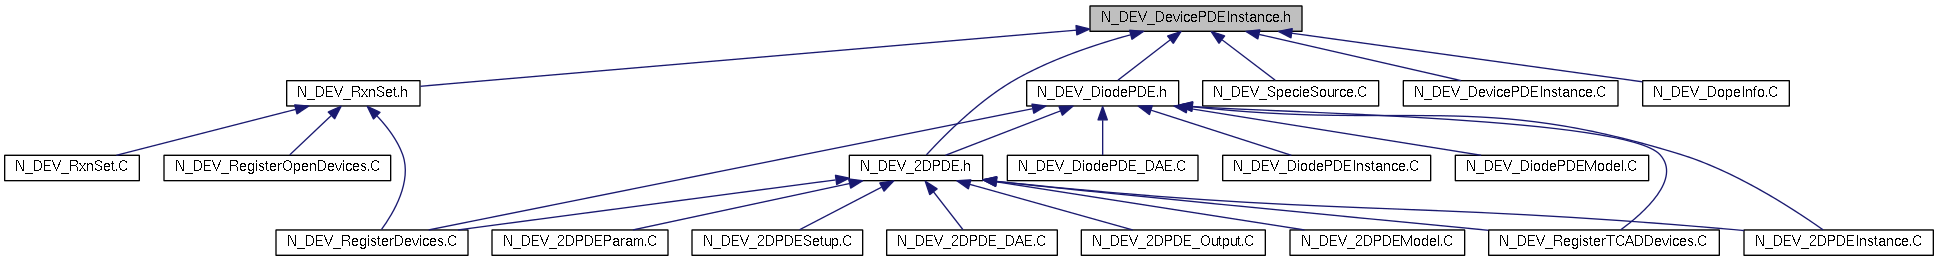 N_DEV_DevicePDEInstance.h
N_DEV_RxnSet.h
N_DEV_DiodePDE.h
N_DEV_SpecieSource.C
N_DEV_DevicePDEInstance.C
N_DEV_DopeInfo.C
N_DEV_RxnSet.C
N_DEV_RegisterOpenDevices.C
N_DEV_2DPDE.h
N_DEV_DiodePDE_DAE.C
N_DEV_DiodePDEInstance.C
N_DEV_DiodePDEModel.C
N_DEV_RegisterDevices.C
N_DEV_2DPDEParam.C
N_DEV_2DPDESetup.C
N_DEV_2DPDE_DAE.C
N_DEV_2DPDE_Output.C
N_DEV_2DPDEModel.C
N_DEV_RegisterTCADDevices.C
N_DEV_2DPDEInstance.C